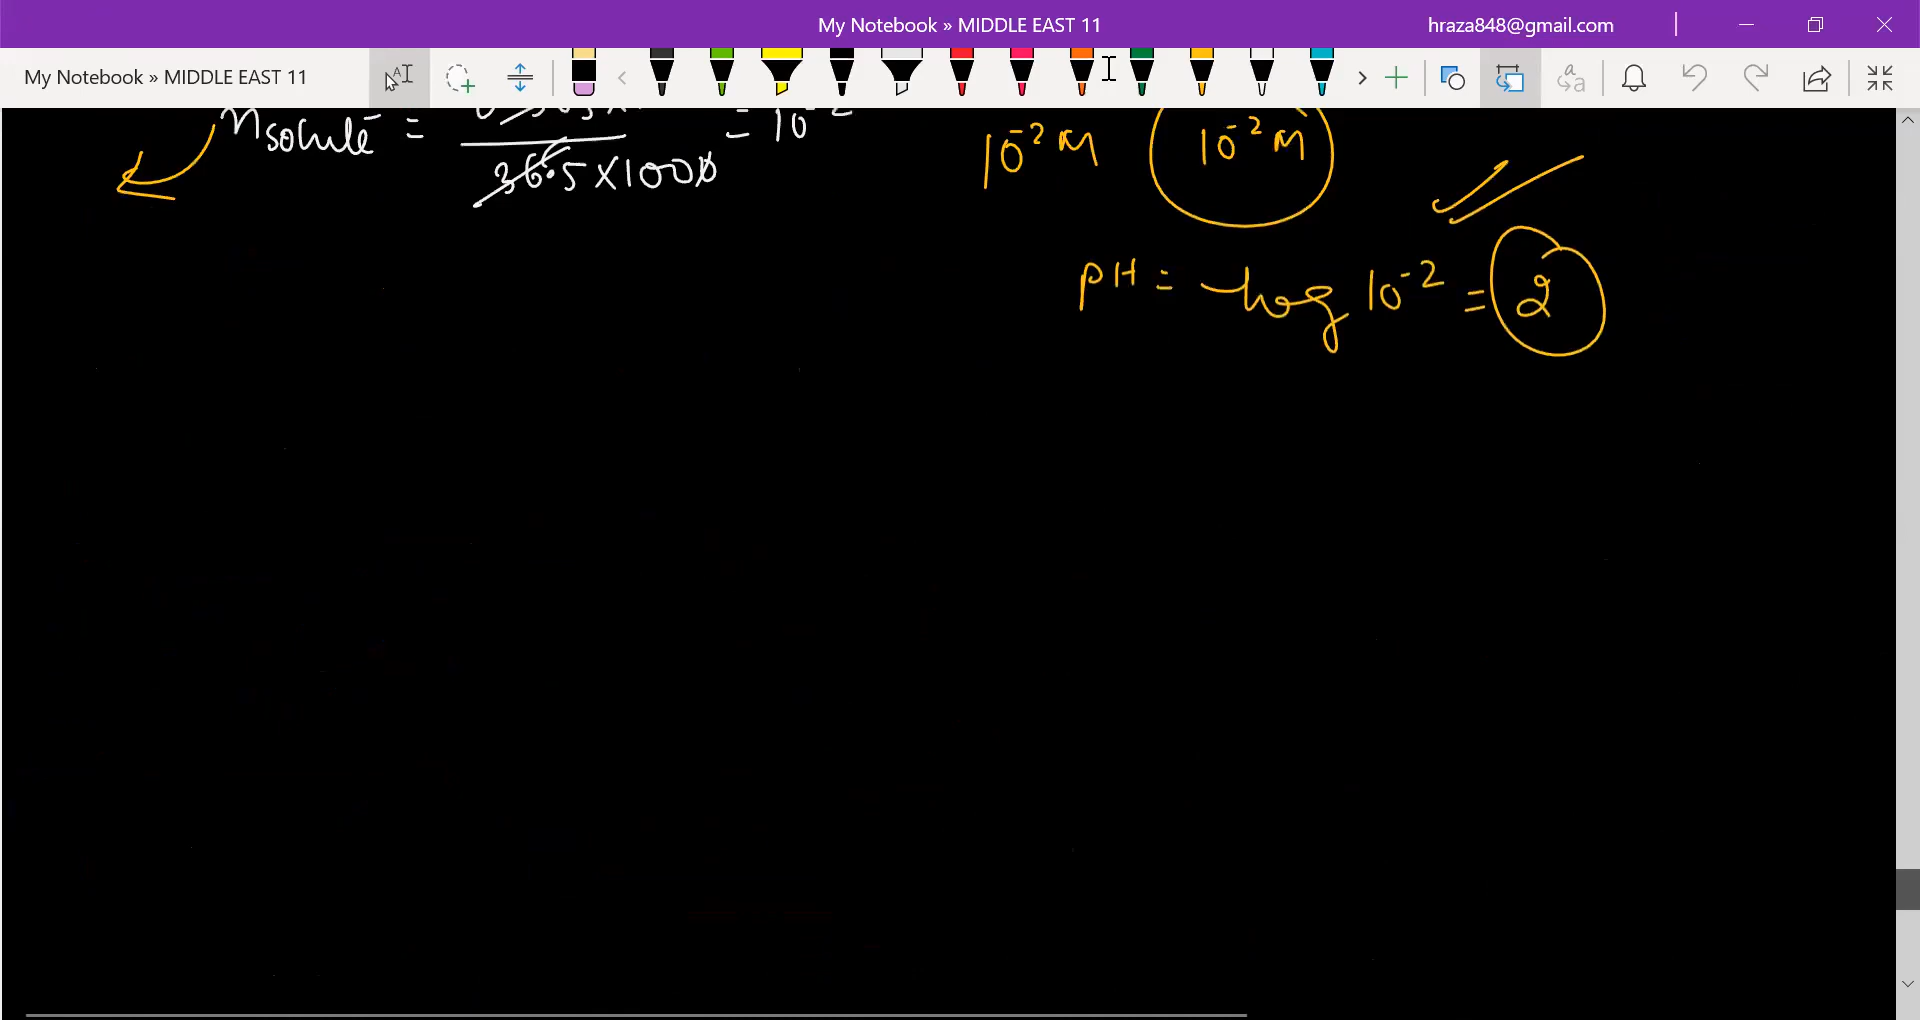 My Notebook » MIDDLE EAST 11
hraza848@gmail.com
My Notebook » MIDDLE EAST 11
n solute = / 36.5 × 1000 = 10⁻²
10⁻² M 10⁻² M
pH = - log 10⁻² = 2